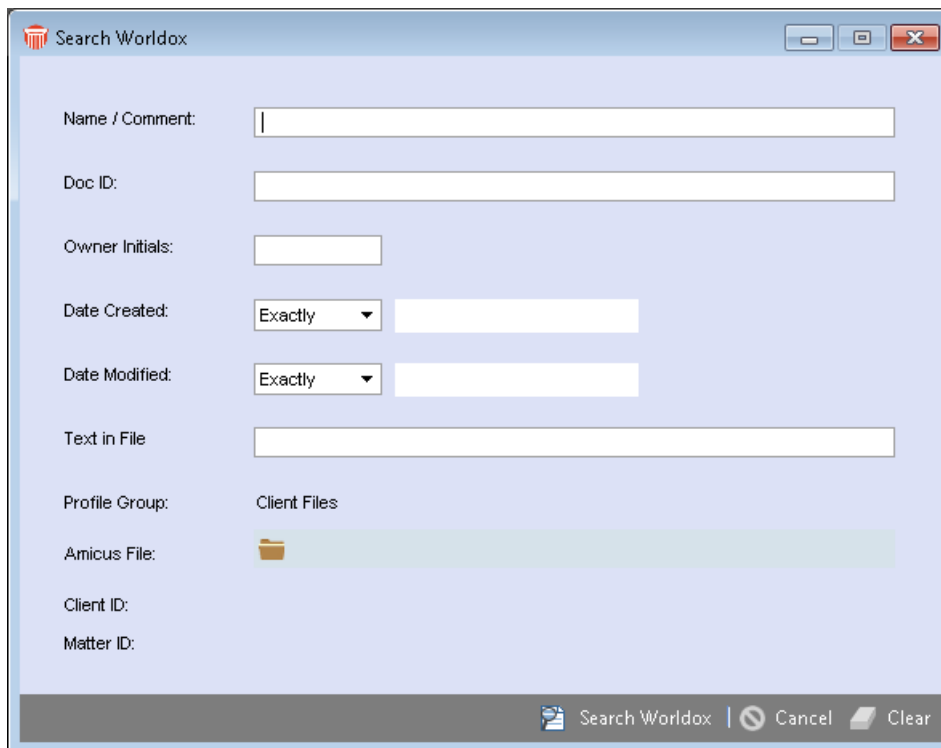 Search Worldox
Name / Comment:
Doc ID:
Owner Initials:
Date Created: Exactly
Date Modified: Exactly
Text in File
Profile Group: Client Files
Amicus File:
Client ID:
Matter ID:
Search Worldox | Cancel Clear